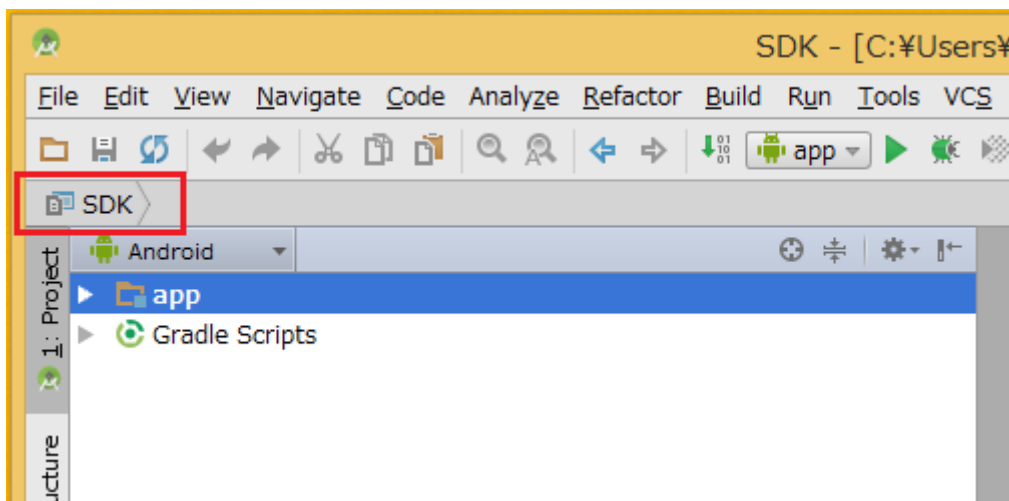 SDK - [C:¥Users¥
File Edit View Navigate Code Analyze Refactor Build Run Tools VCS
app
SDK
Android
1: Project
app
Gradle Scripts
ucture